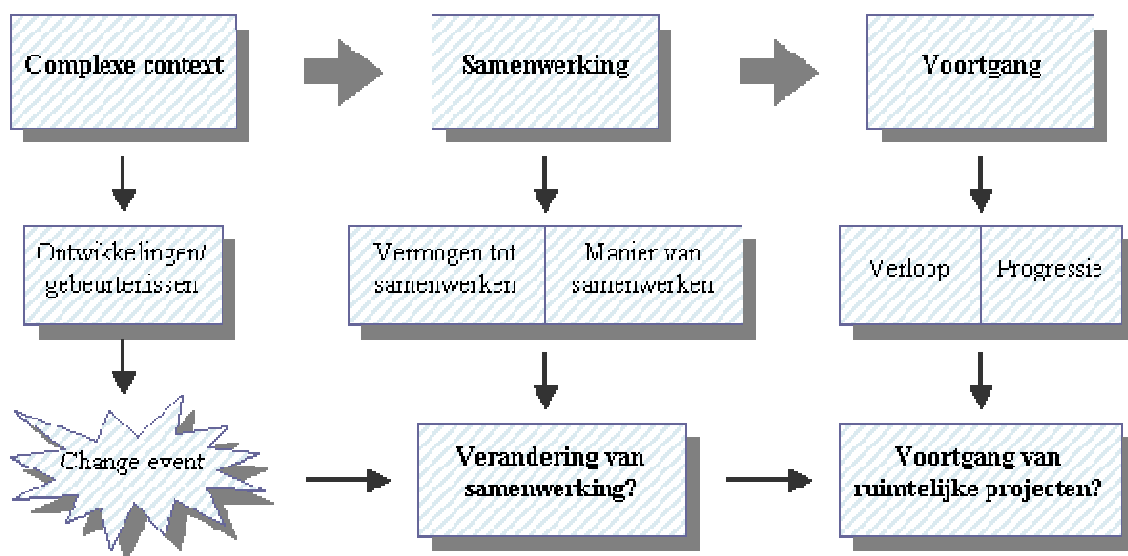 Complexe context
Samenwerking
Voortgang
Ontwikkelingen/
gebeurtenissen
Vermogen tot
samenwerken
Manier van
samenwerken
Verloop
Progressie
Change event
Verandering van
samenwerking?
Voortgang van
ruimtelijke projecten?